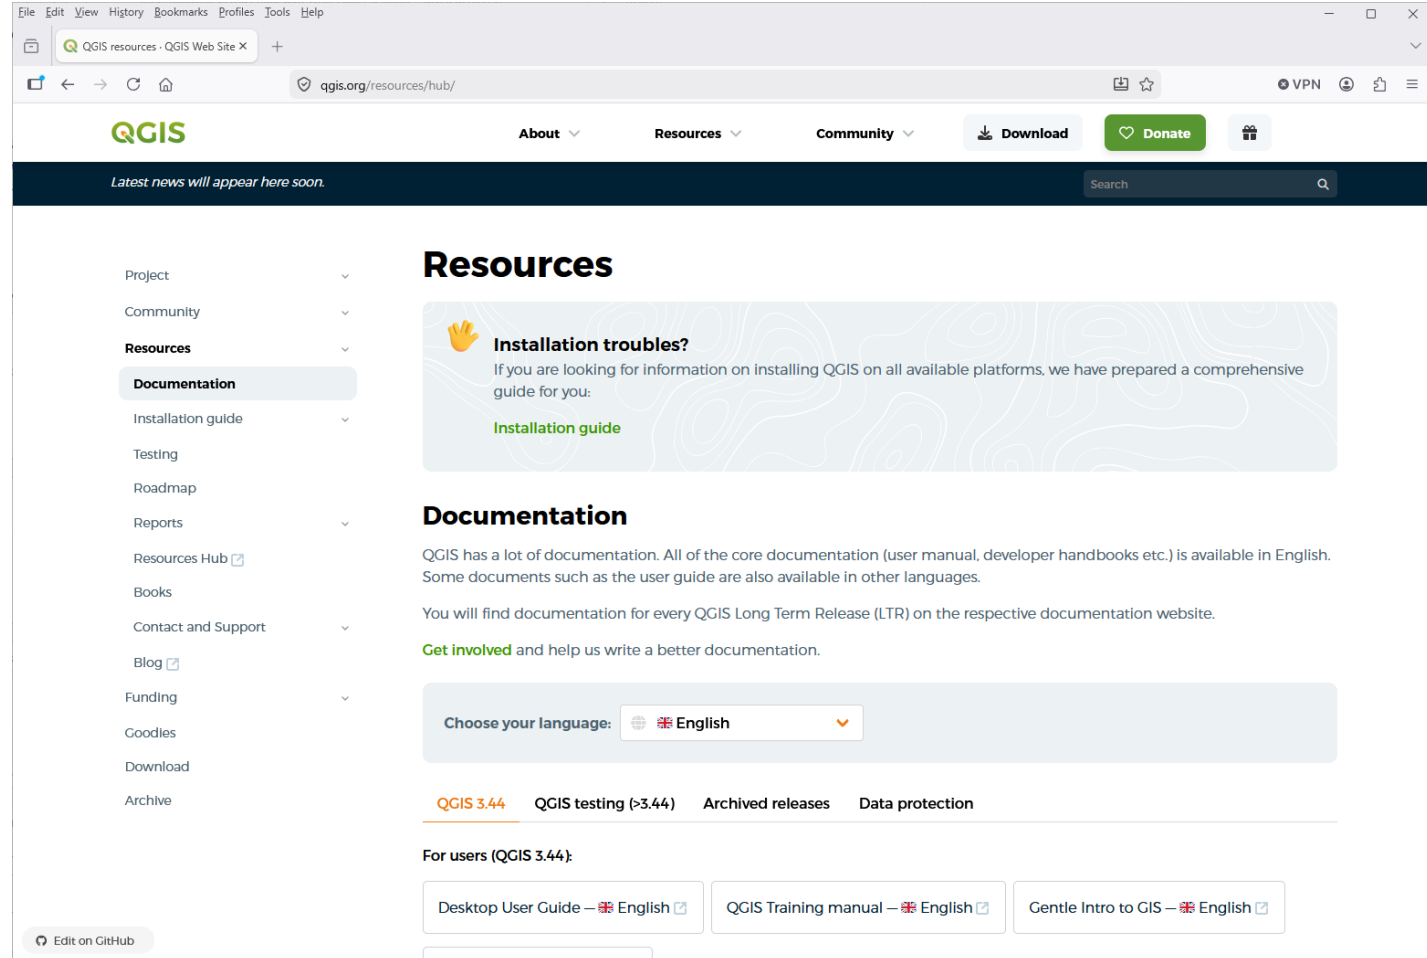 File Edit View History Bookmarks Profiles Tools Help
QGIS resources · QGIS Web Site
qgis.org/resources/hub/
VPN
QGIS
About
Resources
Community
Download
Donate
Latest news will appear here soon.
Search
Project
Community
Resources
Documentation
Installation guide
Testing
Roadmap
Reports
Resources Hub
Books
Contact and Support
Blog
Funding
Goodies
Download
Archive
Edit on GitHub
Resources
Installation troubles?
If you are looking for information on installing QGIS on all available platforms, we have prepared a comprehensive
guide for you:
Installation guide
Documentation
QGIS has a lot of documentation. All of the core documentation (user manual, developer handbooks etc.) is available in English.
Some documents such as the user guide are also available in other languages.
You will find documentation for every QGIS Long Term Release (LTR) on the respective documentation website.
Get involved and help us write a better documentation.
Choose your language: English
QGIS 3.44 QGIS testing (>3.44) Archived releases Data protection
For users (QGIS 3.44):
Desktop User Guide — English
QGIS Training manual — English
Gentle Intro to GIS — English